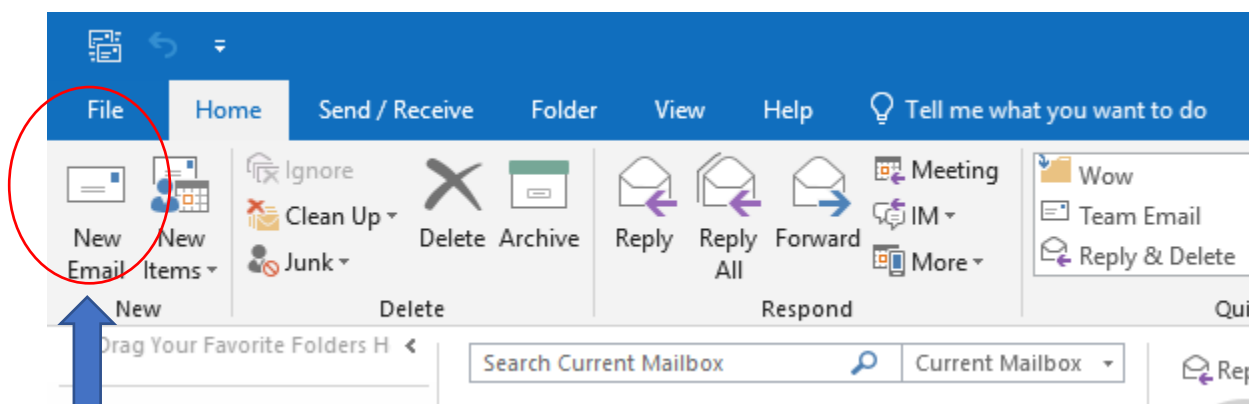 File Home Send / Receive Folder View Help Tell me what you want to do
New Email
New Items
Ignore
Clean Up
Junk
Delete
Archive
Reply
Reply All
Forward
Meeting
IM
More
Wow
Team Email
Reply & Delete
New Delete Respond Qui
Drag Your Favorite Folders H
Search Current Mailbox Current Mailbox
Rep